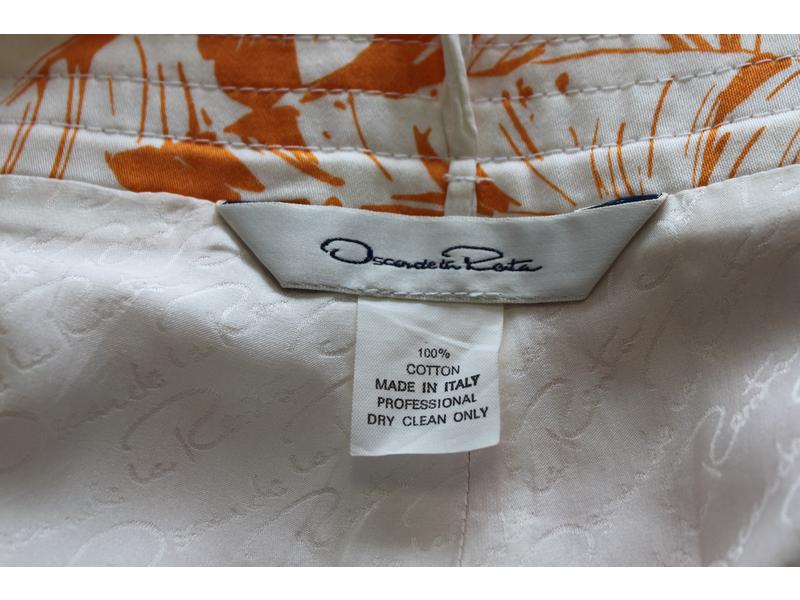 Oscar de la Renta
100%
COTTON
MADE IN ITALY
PROFESSIONAL
DRY CLEAN ONLY